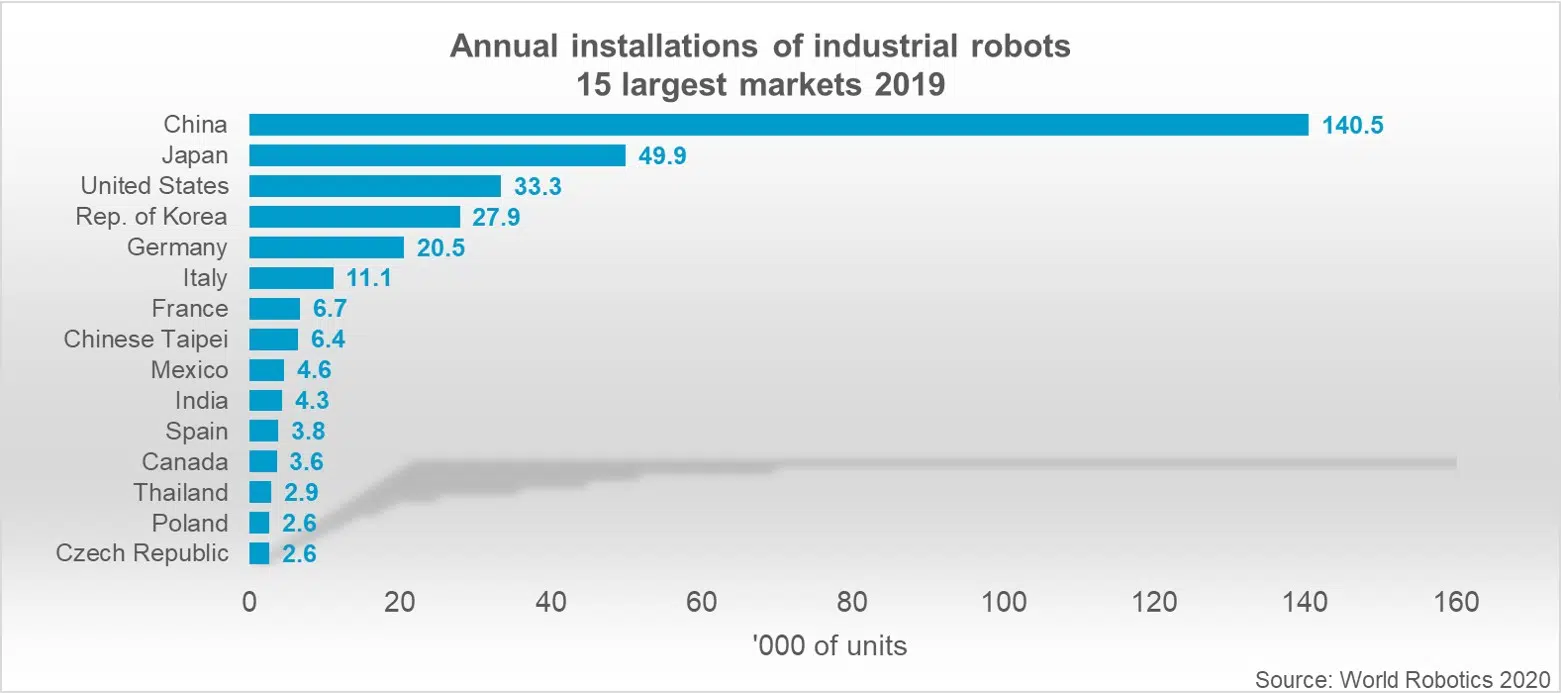 Annual installations of industrial robots
15 largest markets 2019
China 140.5
Japan 49.9
United States 33.3
Rep. of Korea 27.9
Germany 20.5
Italy 11.1
France 6.7
Chinese Taipei 6.4
Mexico 4.6
India 4.3
Spain 3.8
Canada 3.6
Thailand 2.9
Poland 2.6
Czech Republic 2.6
0 20 40 60 80 100 120 140 160
'000 of units
Source: World Robotics 2020